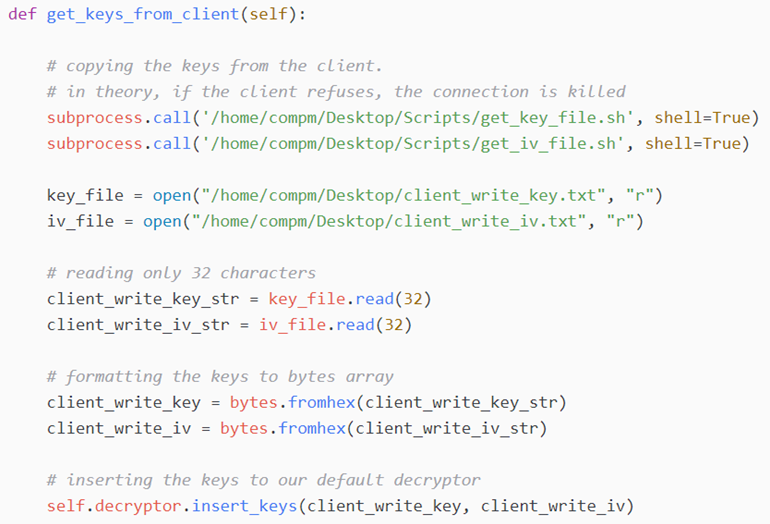 def get_keys_from_client(self):
# copying the keys from the client.
# in theory, if the client refuses, the connection is killed
subprocess.call('/home/compm/Desktop/Scripts/get_key_file.sh', shell=True)
subprocess.call('/home/compm/Desktop/Scripts/get_iv_file.sh', shell=True)
key_file = open("/home/compm/Desktop/client_write_key.txt", "r")
iv_file = open("/home/compm/Desktop/client_write_iv.txt", "r")
# reading only 32 characters
client_write_key_str = key_file.read(32)
client_write_iv_str = iv_file.read(32)
# formatting the keys to bytes array
client_write_key = bytes.fromhex(client_write_key_str)
client_write_iv = bytes.fromhex(client_write_iv_str)
# inserting the keys to our default decryptor
self.decryptor.insert_keys(client_write_key, client_write_iv)